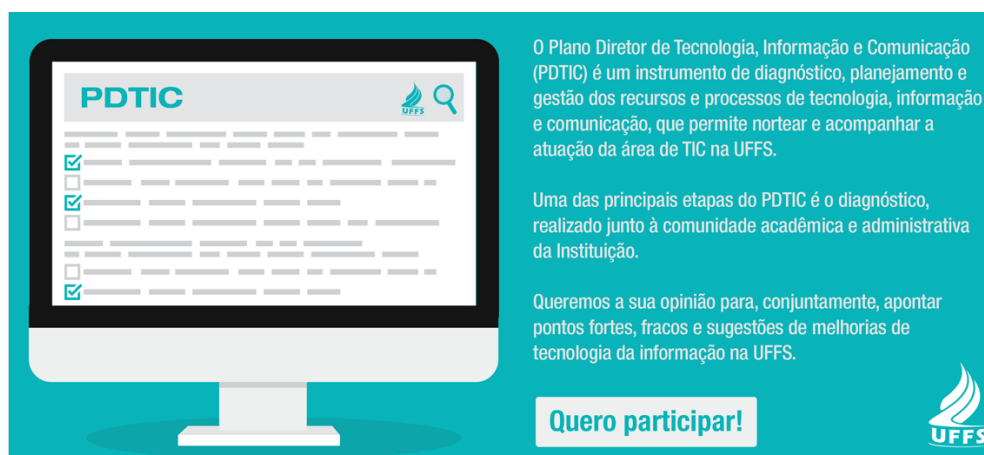 PDTIC
UFFS
O Plano Diretor de Tecnologia, Informação e Comunicação
(PDTIC) é um instrumento de diagnóstico, planejamento e
gestão dos recursos e processos de tecnologia, informação
e comunicação, que permite nortear e acompanhar a
atuação da área de TIC na UFFS.
Uma das principais etapas do PDTIC é o diagnóstico,
realizado junto à comunidade acadêmica e administrativa
da Instituição.
Queremos a sua opinião para, conjuntamente, apontar
pontos fortes, fracos e sugestões de melhorias de
tecnologia da informação na UFFS.
Quero participar!
UFFS